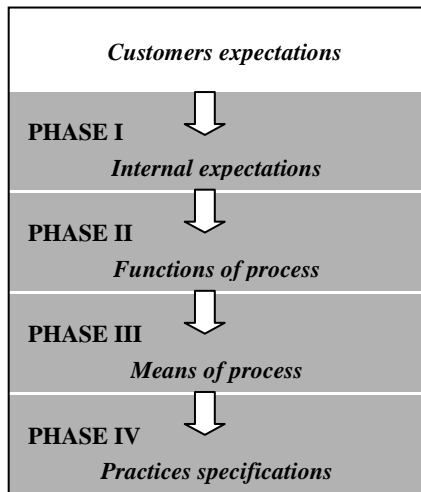 Customers expectations
PHASE I
Internal expectations
PHASE II
Functions of process
PHASE III
Means of process
PHASE IV
Practices specifications